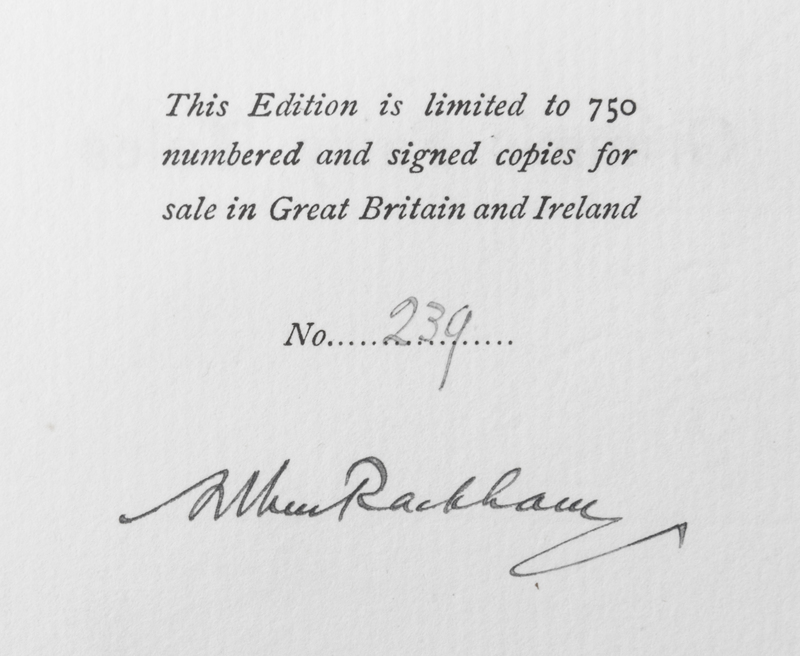 This Edition is limited to 750
numbered and signed copies for
sale in Great Britain and Ireland
No.....239.........
Arthur Rackham